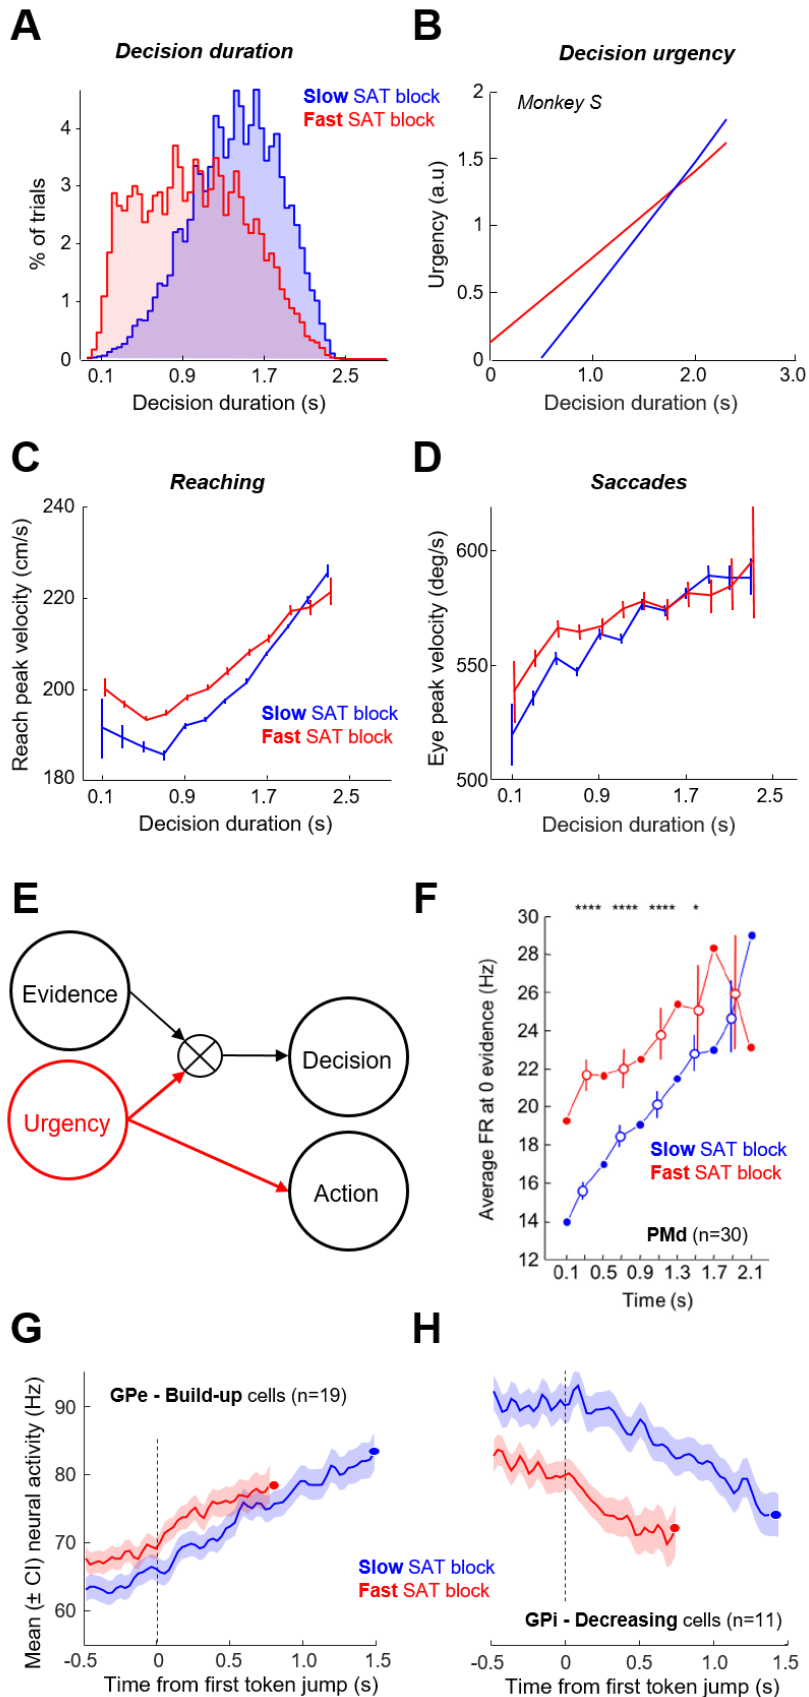 A
Decision duration
Slow SAT block
Fast SAT block
% of trials
4
3
2
1
0
0.1 0.9 1.7 2.5
Decision duration (s)
B
Decision urgency
Monkey S
Urgency (a.u)
2
1.5
1
0.5
0
0 1.0 2.0 3.0
Decision duration (s)
C
Reaching
Reach peak velocity (cm/s)
240
220
200
180
Slow SAT block
Fast SAT block
0.1 0.9 1.7 2.5
Decision duration (s)
D
Saccades
Eye peak velocity (deg/s)
600
550
500
0.1 0.9 1.7 2.5
Decision duration (s)
E
Evidence
Urgency
Decision
Action
F
**** **** **** *
Average FR at 0 evidence (Hz)
30
28
26
24
22
20
18
16
14
12
Slow SAT block
Fast SAT block
PMd (n=30)
0.1 0.5 0.9 1.3 1.7 2.1
Time (s)
G
GPe - Build-up cells (n=19)
Mean (± CI) neural activity (Hz)
90
80
70
60
-0.5 0 0.5 1.0 1.5
Time from first token jump (s)
Slow SAT block
Fast SAT block
H
GPi - Decreasing cells (n=11)
-0.5 0 0.5 1.0 1.5
Time from first token jump (s)